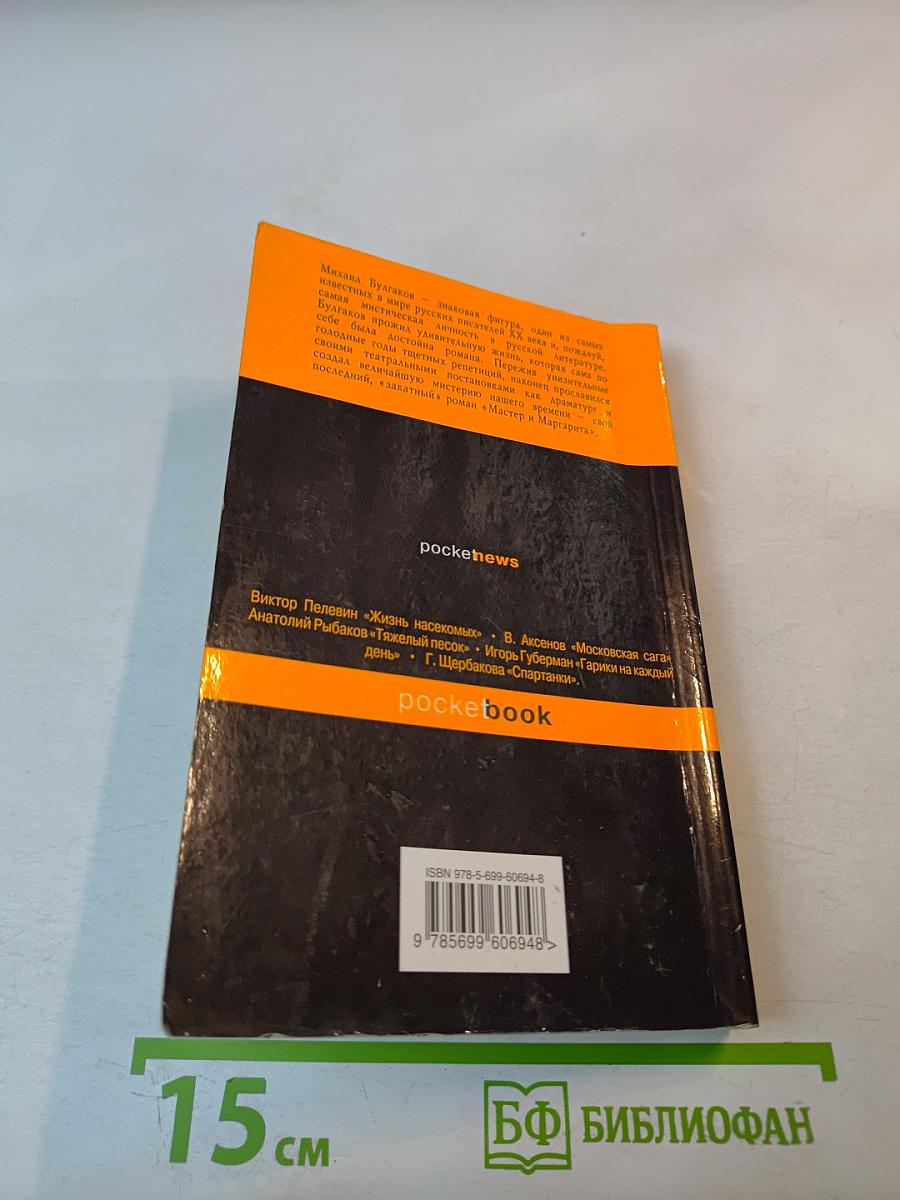 Михаил Булгаков – знаковая фигура, один из самых
известных в мире русских писателей XX века и, пожалуй,
самая мистическая личность в русской литературе.
Булгаков прожил удивительную жизнь, которая сама по
себе была достойна романа. Пережив унизительные
голодные годы тщетных репетиций, наконец прославился
своими театральными постановками как драматург и
создал величайшую мистерию нашего времени – свой
последний, «закатный» роман «Мастер и Маргарита».
pocketnews
Виктор Пелевин «Жизнь насекомых» • В. Аксенов «Московская сага»
Анатолий Рыбаков «Тяжелый песок» • Игорь Губерман «Гарики на каждый
день» • Г. Щербакова «Спартанки».
pocketbook
ISBN 978-5-699-60694-8
9 785699 606948 >
15 см
БФ БИБЛИОФАН